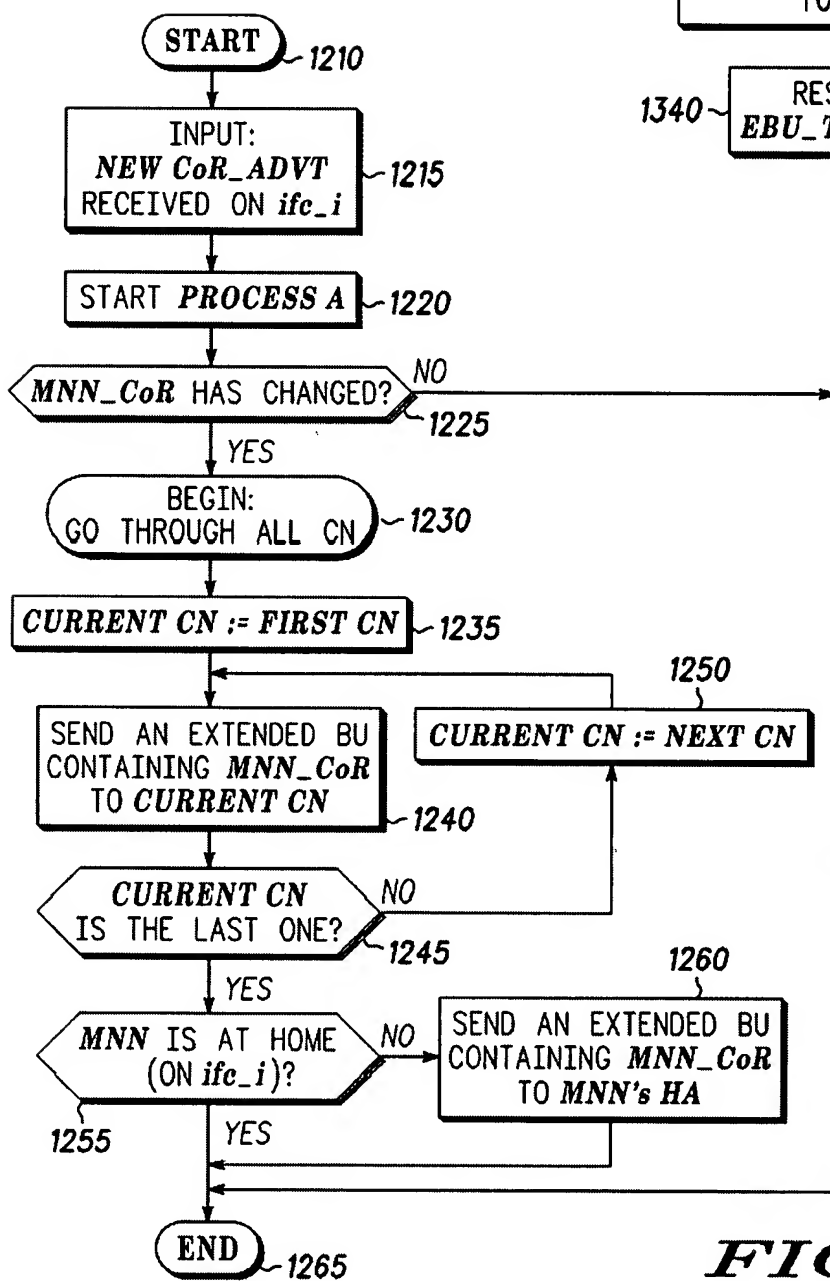 START
1210
INPUT:
NEW CoR_ADVT
RECEIVED ON ifc_i
1215
START PROCESS A
1220
MNN_CoR HAS CHANGED?
NO
1225
YES
BEGIN:
GO THROUGH ALL CN
1230
CURRENT CN := FIRST CN
1235
1250
CURRENT CN := NEXT CN
SEND AN EXTENDED BU
CONTAINING MNN_CoR
TO CURRENT CN
1240
CURRENT CN
IS THE LAST ONE?
NO
1245
YES
1260
MNN IS AT HOME
(ON ifc_i)?
NO
SEND AN EXTENDED BU
CONTAINING MNN_CoR
TO MNN's HA
1255
YES
END
1265
1340